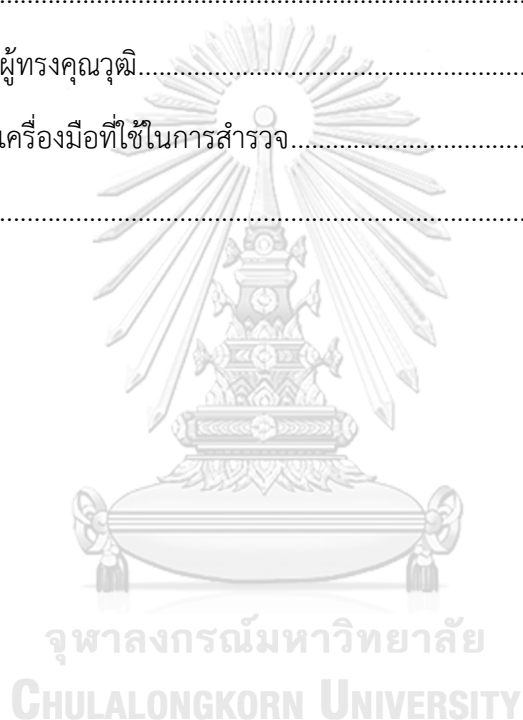 ................................................................
ผู้ทรงคุณวุฒิ................................................
เครื่องมือที่ใช้ในการสำรวจ.............................
................................................................
จุฬาลงกรณ์มหาวิทยาลัย
CHULALONGKORN UNIVERSITY